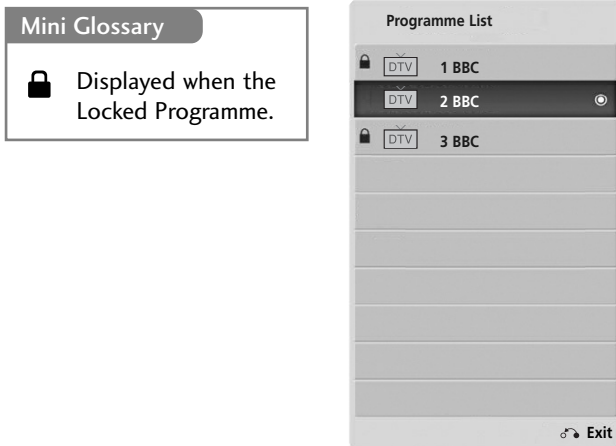 Mini Glossary
Displayed when the
Locked Programme.
Programme List
DTV 1 BBC
DTV 2 BBC
DTV 3 BBC
Exit